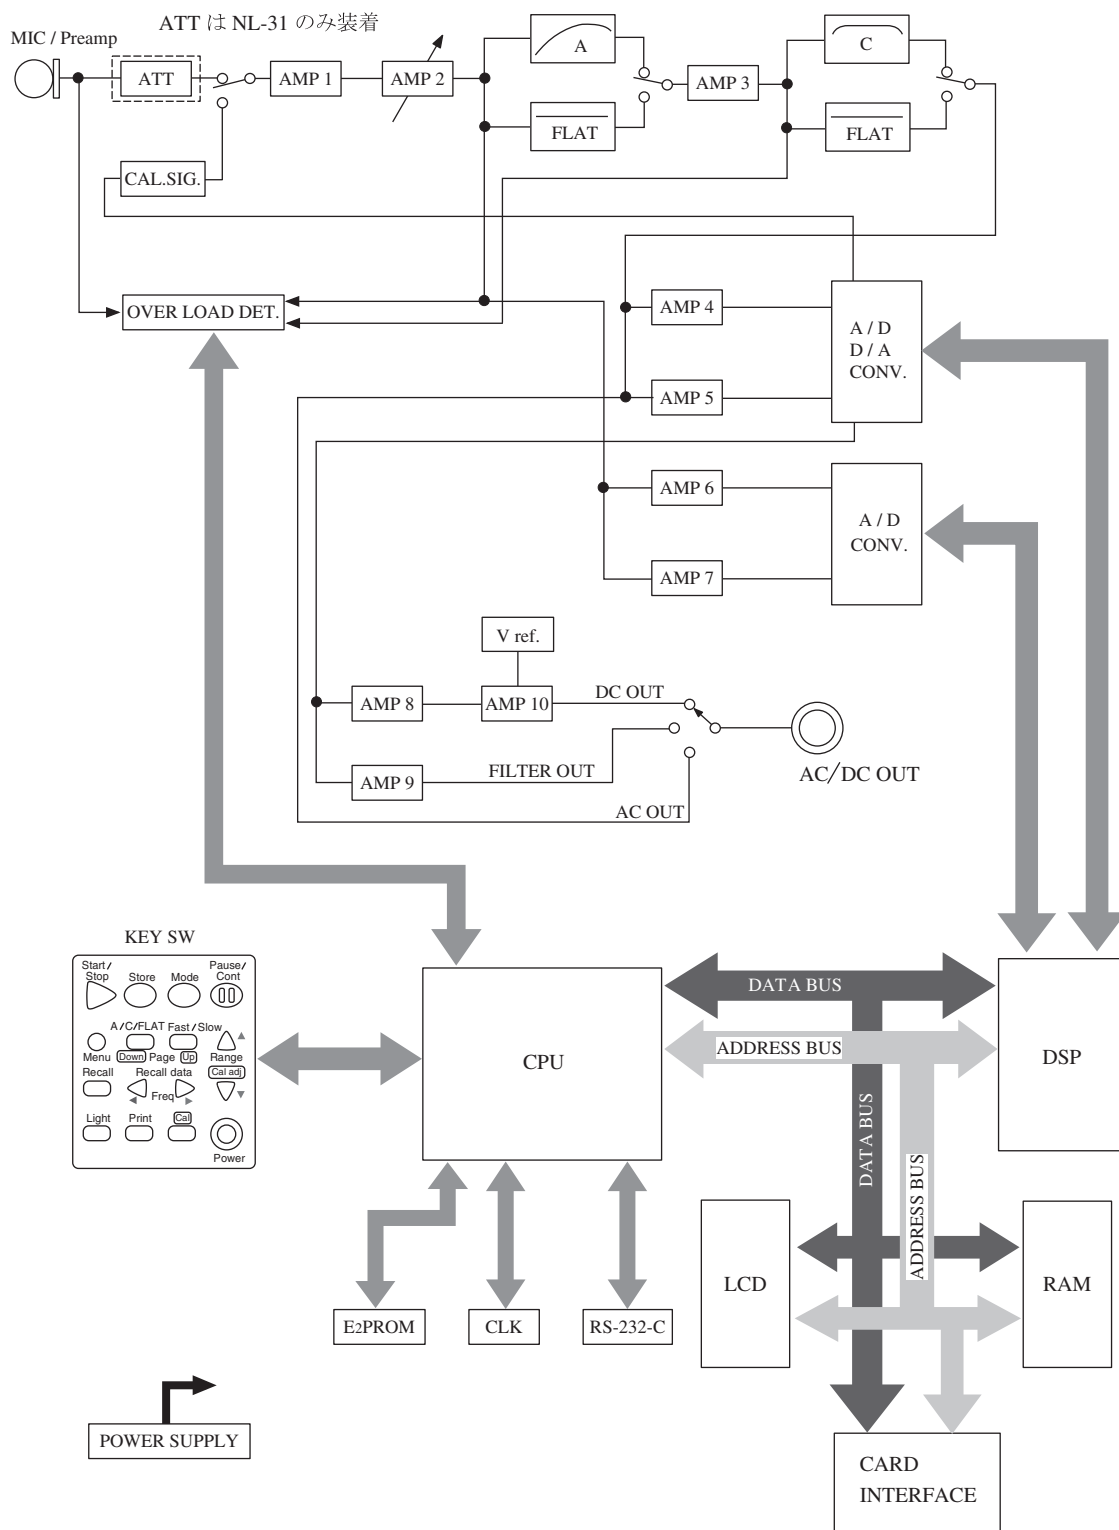 ATT は NL-31 のみ装着
MIC / Preamp
ATT
AMP 1
AMP 2
A
FLAT
AMP 3
C
FLAT
CAL.SIG.
OVER LOAD DET.
AMP 4
AMP 5
A / D
D / A
CONV.
AMP 6
AMP 7
A / D
CONV.
V ref.
AMP 8
AMP 10
DC OUT
AMP 9
FILTER OUT
AC OUT
AC/DC OUT
KEY SW
Start/
Stop
Store
Mode
Pause/
Cont
A/C/FLAT
Fast/Slow
Menu
Down
Page
Up
Range
Recall
Recall data
Cal adj
Freq
Light
Print
Cal
Power
CPU
DATA BUS
ADDRESS BUS
DSP
DATA BUS
ADDRESS BUS
LCD
RAM
E2PROM
CLK
RS-232-C
POWER SUPPLY
CARD
INTERFACE